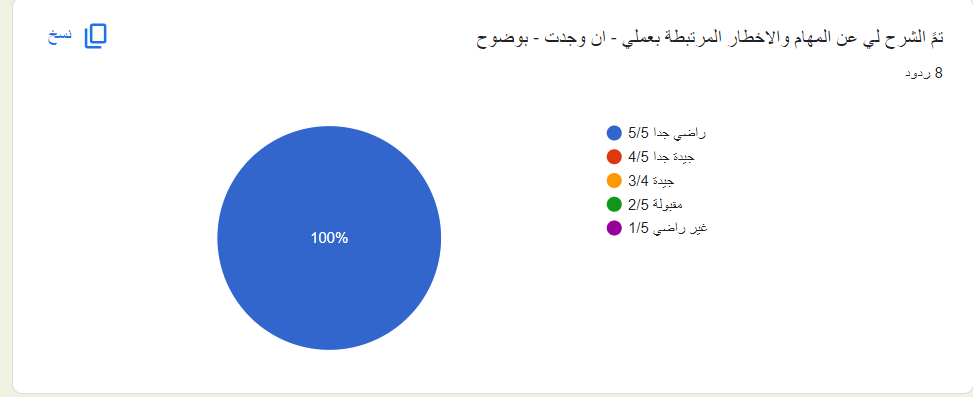 تمَ الشرح لي عن المهام والاخطار المرتبطة بعملي - ان وجدت - بوضوح
نسخ
8 ردود
راضي جدا 5/5
جيدة جدا 4/5
جيدة 3/4
مقبولة 2/5
غير راضي 1/5
100%